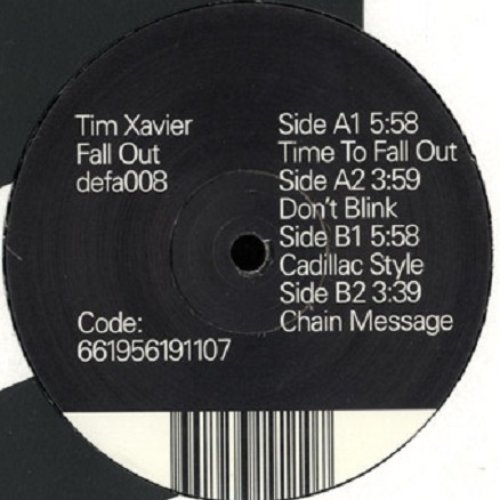 Tim Xavier
Fall Out
defa008
Side A1 5:58
Time To Fall Out
Side A2 3:59
Don't Blink
Side B1 5:58
Cadillac Style
Side B2 3:39
Chain Message
Code:
661956191107